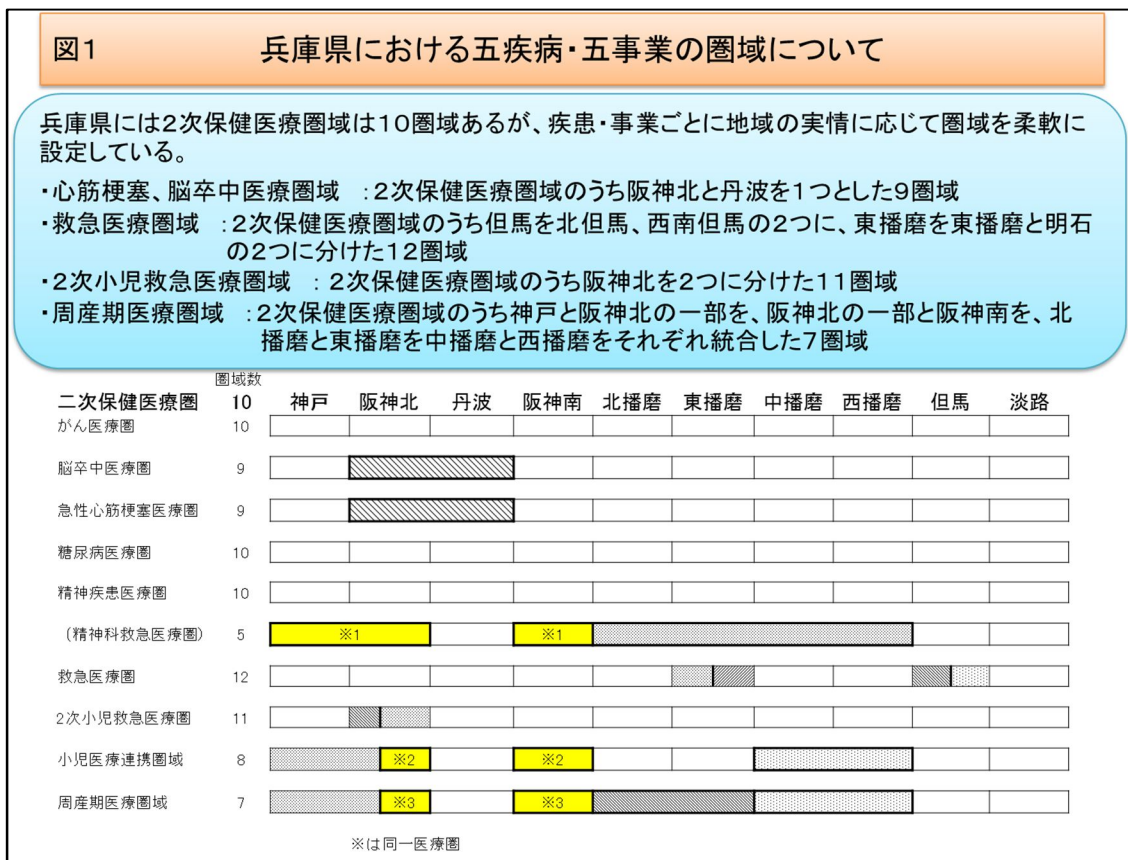 図1 兵庫県における五疾病・五事業の圏域について
兵庫県には2次保健医療圏域は10圏域あるが、疾患・事業ごとに地域の実情に応じて圏域を柔軟に
設定している。
・心筋梗塞、脳卒中医療圏域 ：2次保健医療圏域のうち阪神北と丹波を1つとした9圏域
・救急医療圏域 ：2次保健医療圏域のうち但馬を北但馬、西南但馬の2つに、東播磨を東播磨と明石
の2つに分けた12圏域
・2次小児救急医療圏域 ： 2次保健医療圏域のうち阪神北を2つに分けた11圏域
・周産期医療圏域 ：2次保健医療圏域のうち神戸と阪神北の一部を、阪神北の一部と阪神南を、北
播磨と東播磨を中播磨と西播磨をそれぞれ統合した7圏域
圏域数
二次保健医療圏 10 神戸 阪神北 丹波 阪神南 北播磨 東播磨 中播磨 西播磨 但馬 淡路
がん医療圏 10
脳卒中医療圏 9
急性心筋梗塞医療圏 9
糖尿病医療圏 10
精神疾患医療圏 10
（精神科救急医療圏） 5 ※1 ※1
救急医療圏 12
2次小児救急医療圏 11
小児医療連携圏域 8 ※2 ※2
周産期医療圏域 7 ※3 ※3
※は同一医療圏